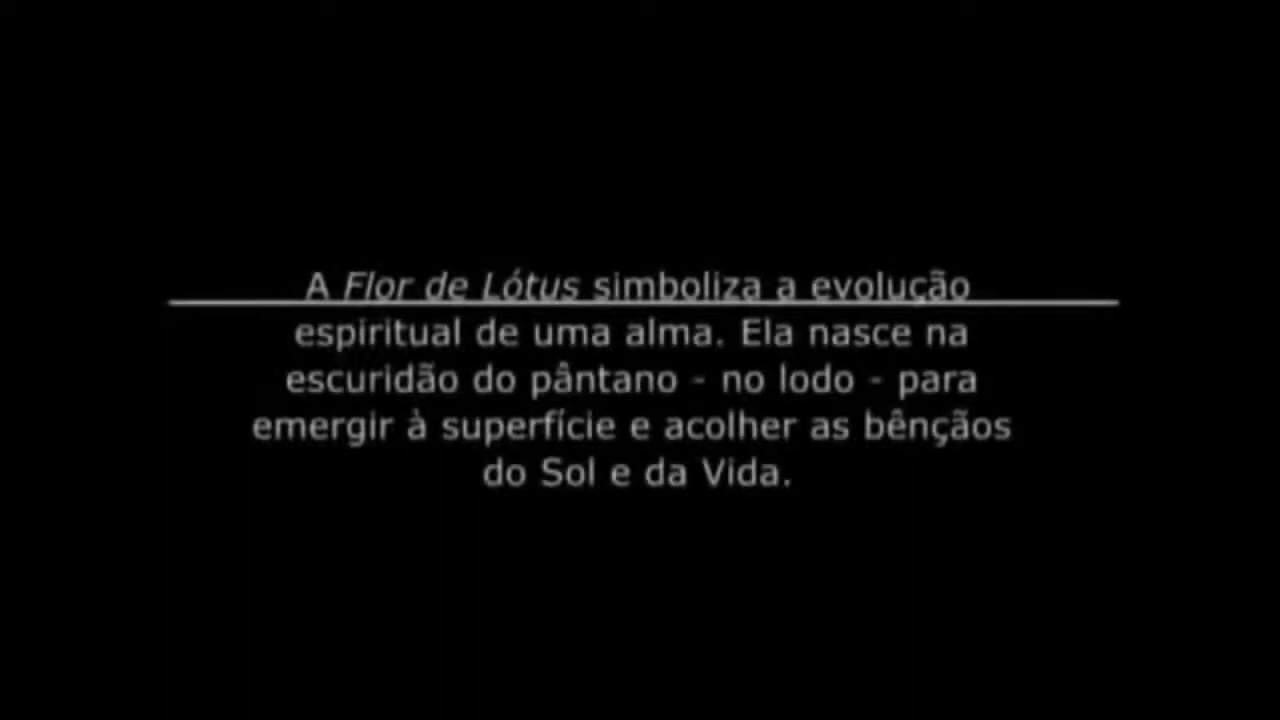 A Flor de Lótus simboliza a evolução
espiritual de uma alma. Ela nasce na
escuridão do pântano - no lodo - para
emergir à superfície e acolher as bênçãos
do Sol e da Vida.